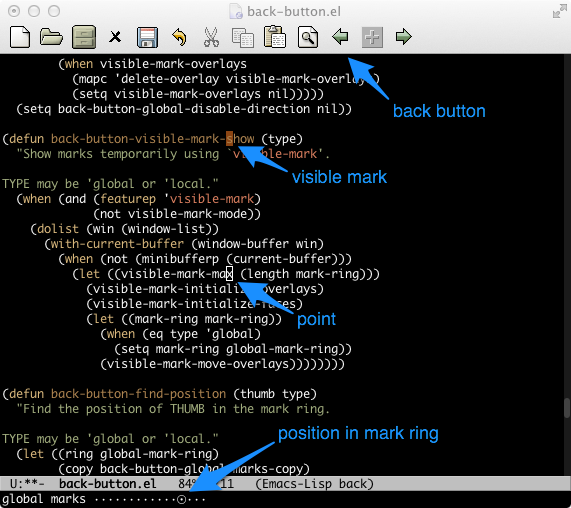 back-button.el
(when visible-mark-overlays
(mapc 'delete-overlay visible-mark-overlays)
(setq visible-mark-overlays nil)))))
(setq back-button-global-disable-direction nil))
back button
(defun back-button-visible-mark-show (type)
"Show marks temporarily using `visible-mark'.
visible mark
TYPE may be 'global or 'local."
(when (and (featurep 'visible-mark)
(not visible-mark-mode))
(dolist (win (window-list))
(with-current-buffer (window-buffer win)
(when (not (minibufferp (current-buffer)))
(let ((visible-mark-max (length mark-ring)))
(visible-mark-initialize-overlays)
(visible-mark-initialize-faces)
point
(let ((mark-ring mark-ring))
(when (eq type 'global)
(setq mark-ring global-mark-ring))
(visible-mark-move-overlays))))))))
(defun back-button-find-position (thumb type)
"Find the position of THUMB in the mark ring.
position in mark ring
TYPE may be 'global or 'local."
(let ((ring global-mark-ring)
(copy back-button-global-marks-copy)
U:**- back-button.el 84% 11 (Emacs-Lisp back)
global marks ············⊙···